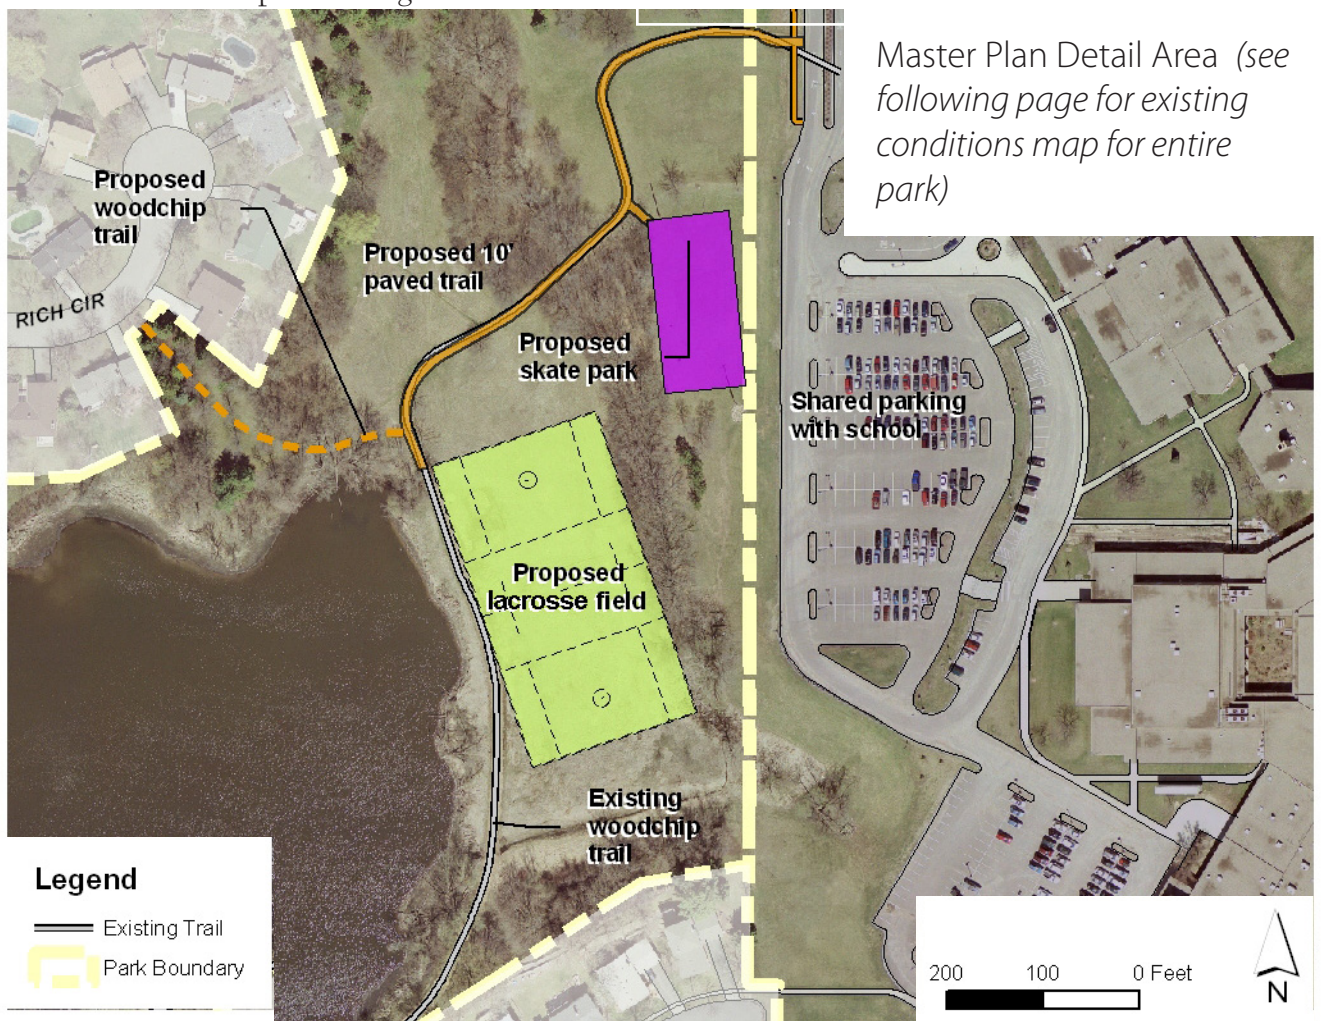 Master Plan Detail Area (see
following page for existing
conditions map for entire
park)
Proposed
woodchip
trail
Proposed 10'
paved trail
RICH CIR
Proposed
skate park
Shared parking
with school
Proposed
lacrosse field
Existing
woodchip
trail
Legend
Existing Trail
Park Boundary
200 100 0 Feet
N